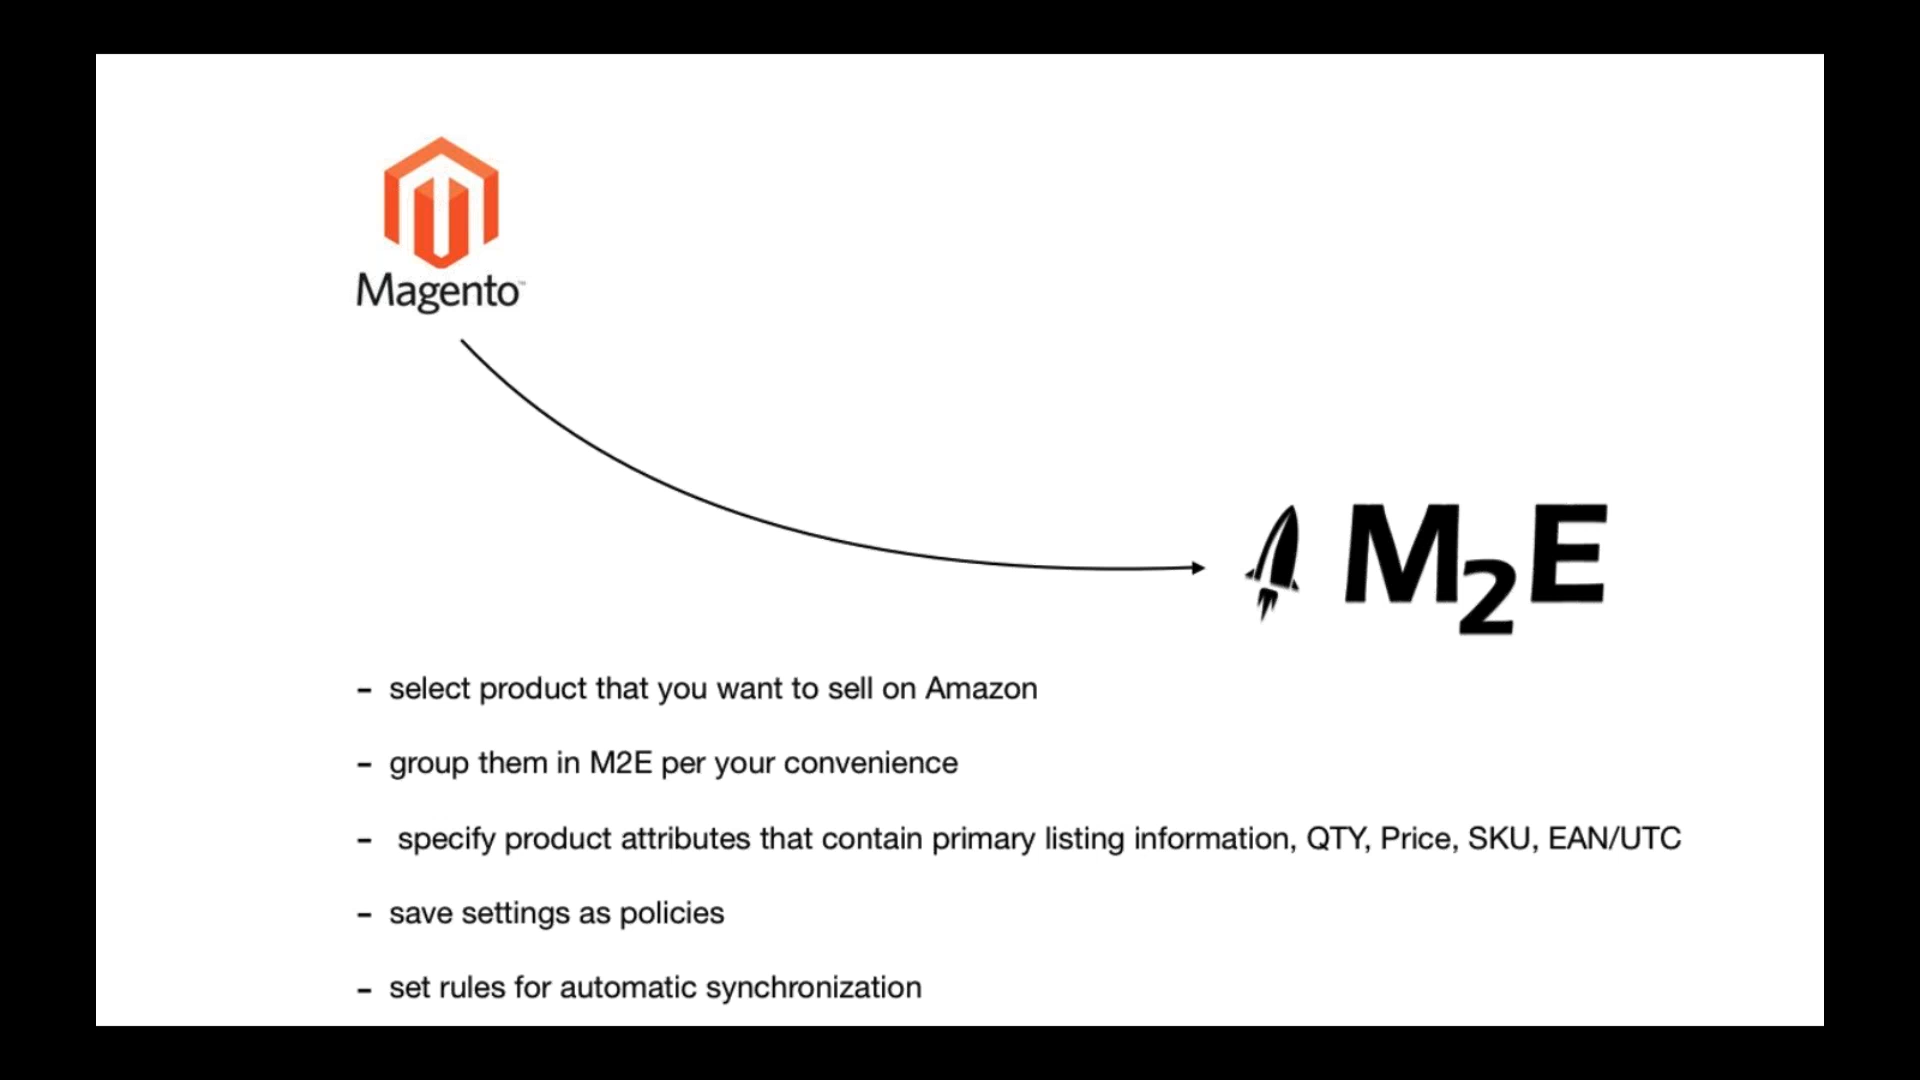 Magento™
M2E
- select product that you want to sell on Amazon
- group them in M2E per your convenience
- specify product attributes that contain primary listing information, QTY, Price, SKU, EAN/UTC
- save settings as policies
- set rules for automatic synchronization